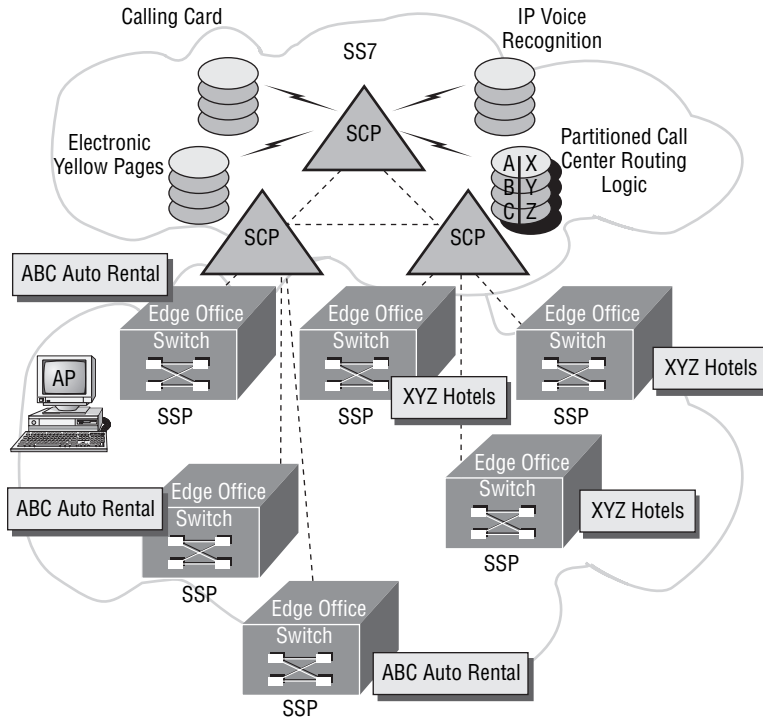 Calling Card
IP Voice
Recognition
SS7
SCP
Electronic
Yellow Pages
Partitioned Call
Center Routing
Logic
A X
B Y
C Z
SCP
SCP
ABC Auto Rental
Edge Office
Switch
SSP
Edge Office
Switch
SSP
XYZ Hotels
Edge Office
Switch
SSP
XYZ Hotels
AP
ABC Auto Rental
Edge Office
Switch
SSP
Edge Office
Switch
SSP
XYZ Hotels
Edge Office
Switch
SSP
ABC Auto Rental